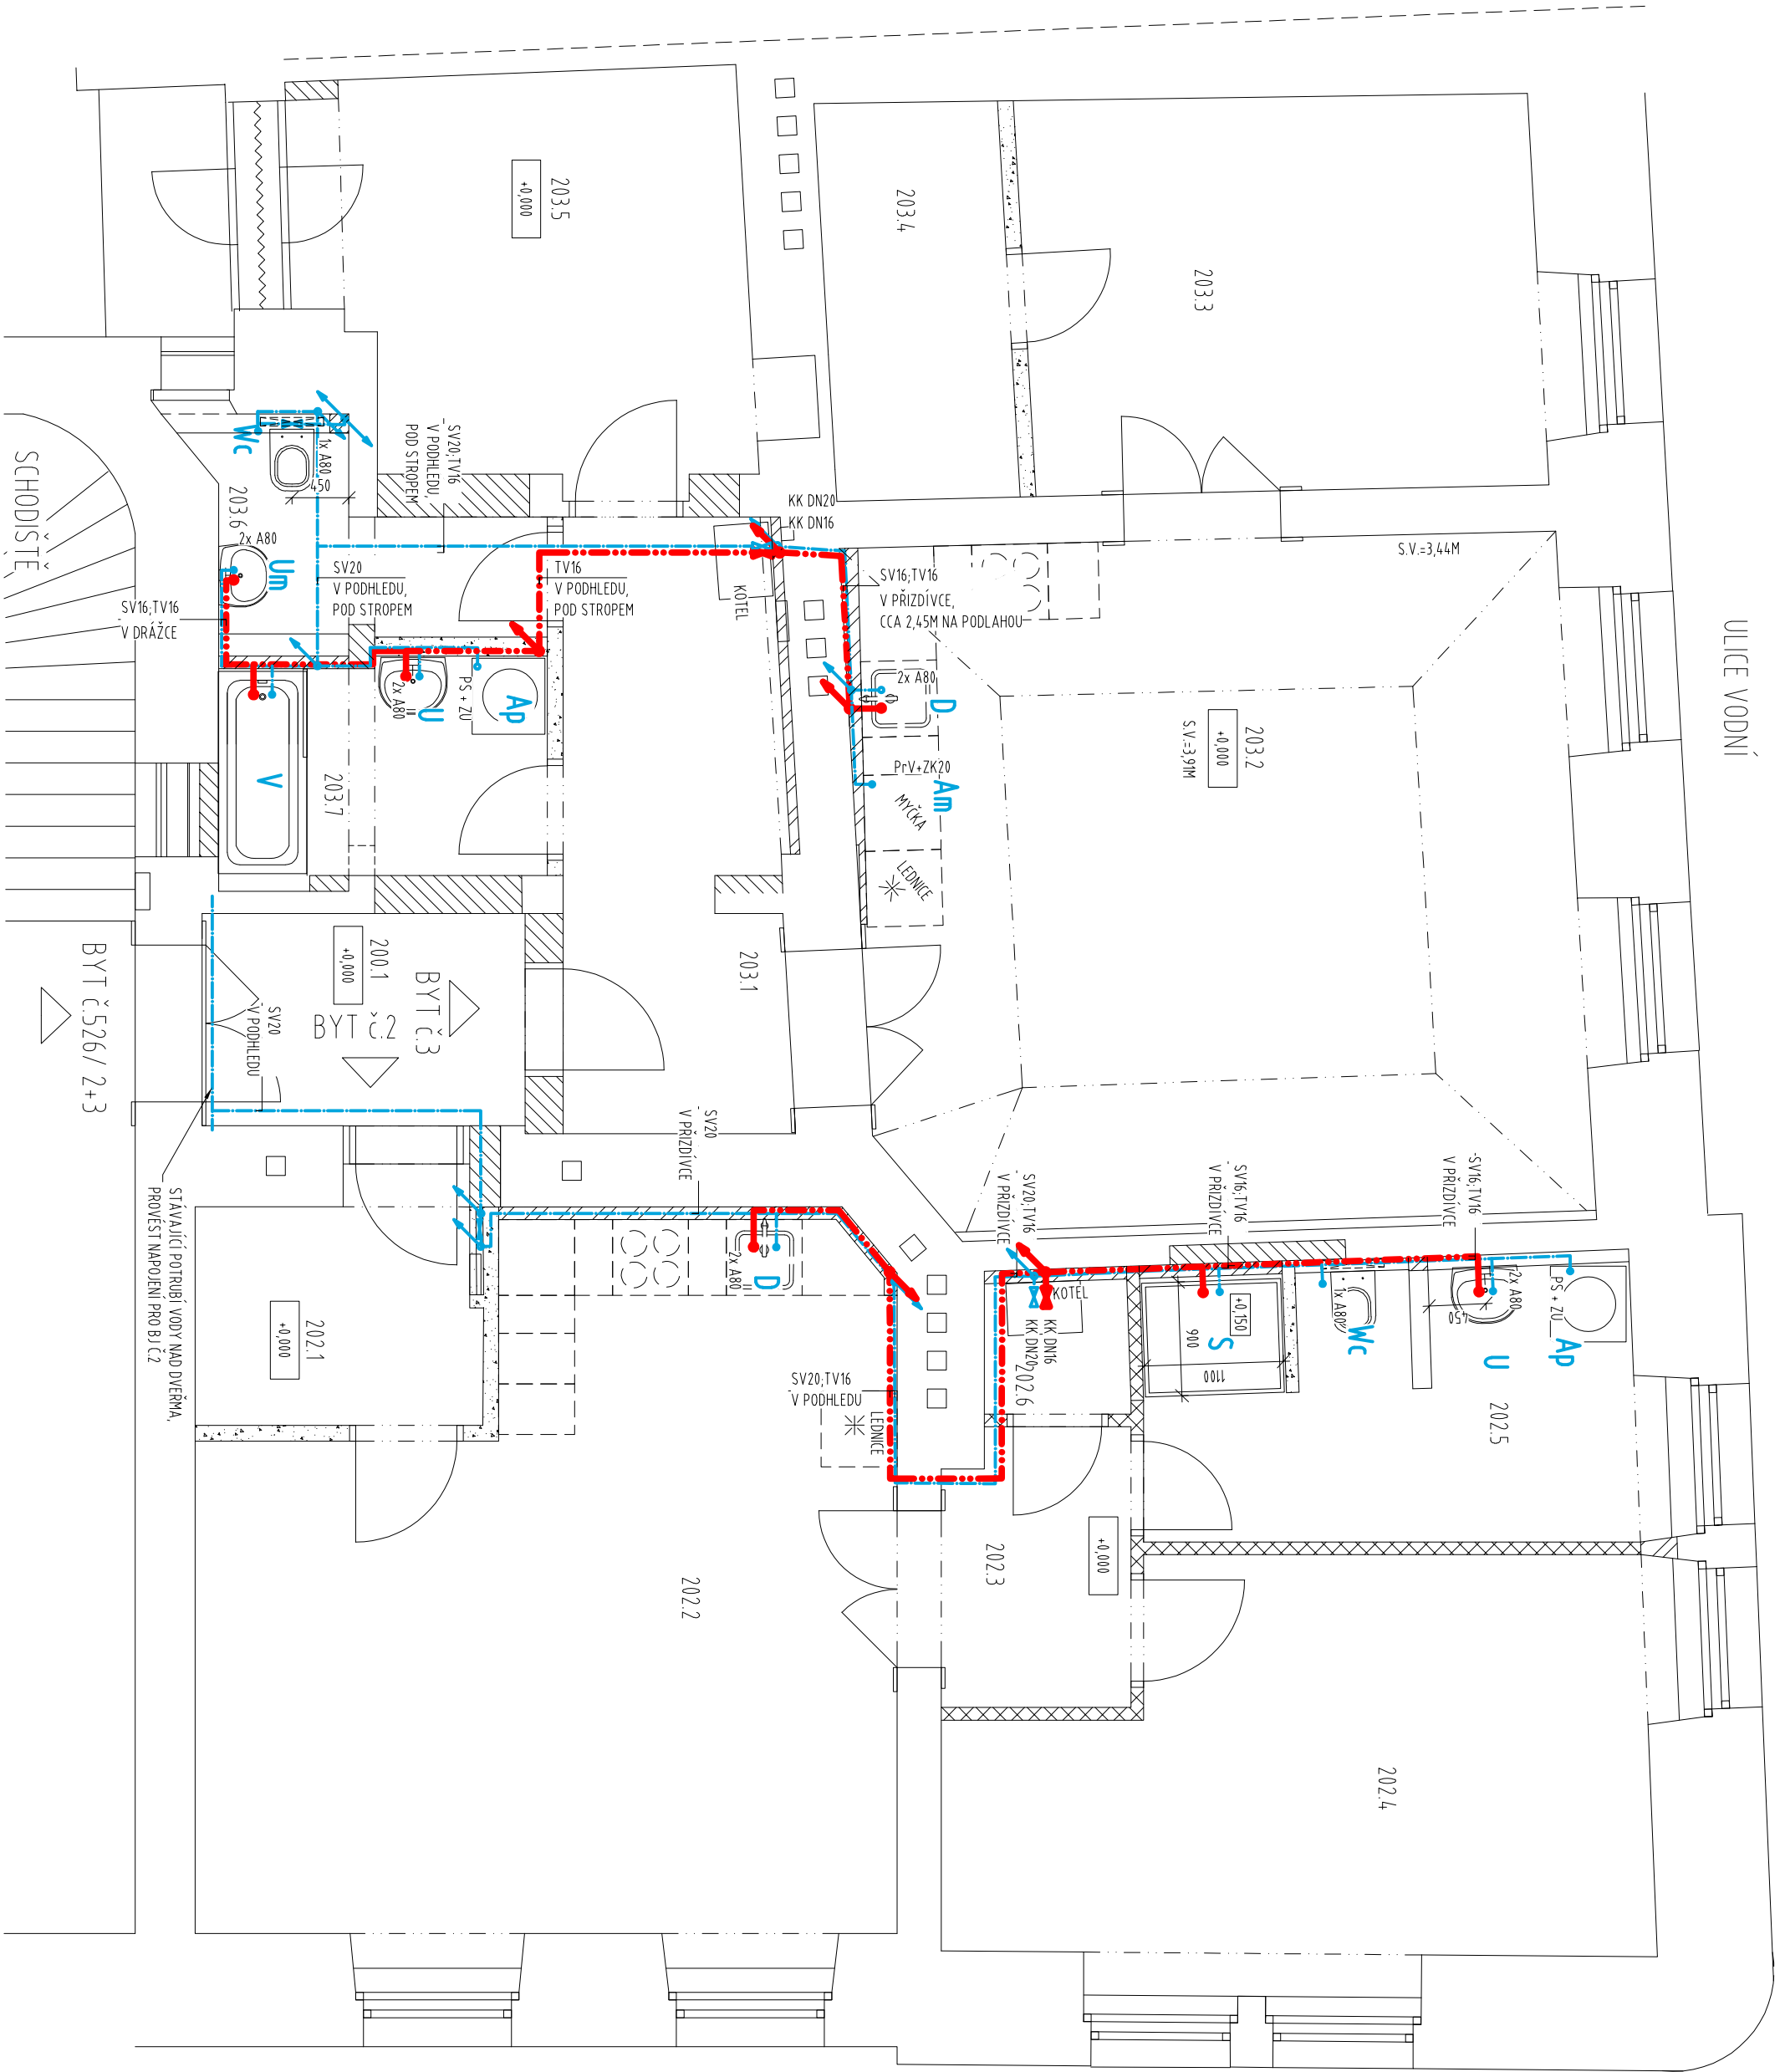 ULICE VODNÍ
203.5
+0,000
203.4
203.3
S.V.=3,44M
203.2
+0,000
S.V.=3,91M
SV20;TV16
V PODHLEDU,
POD STROPEM
KK DN20
KK DN16
KOTEL
SV16;TV16
V PŘIZDÍVCE,
CCA 2,45M NA PODLAHOU
Wc
1x A80
450
203.6
2x A80
Um
SV20
V PODHLEDU,
POD STROPEM
TV16
V PODHLEDU,
POD STROPEM
SV16;TV16
V DRÁŽCE
SCHODIŠTĚ
2x A80
U
PS + ZU
Ap
V
203.7
2x A80
D
PrV+ZK20
Am
MYČKA
LEDNICE
203.1
200.1
+0,000
BYT č.3
BYT č.2
BYT č.526/ 2+3
SV20
V PODHLEDU
STÁVAJÍCÍ POTRUBÍ VODY NAD DVEŘMA,
PROVÉST NAPOJENÍ PRO BJ č.2
SV20
V PŘIZDÍVCE
SV20;TV16
V PŘIZDÍVCE
SV16;TV16
V PŘIZDÍVCE
SV16;TV16
V PŘIZDÍVCE
2x A80
D
KOTEL
KK DN16
KK DN20
202.6
+0,150
900
1100
S
1x A80
Wc
2x A80
450
U
PS + ZU
Ap
202.5
202.1
+0,000
SV20;TV16
V PODHLEDU
LEDNICE
202.3
+0,000
202.2
202.4